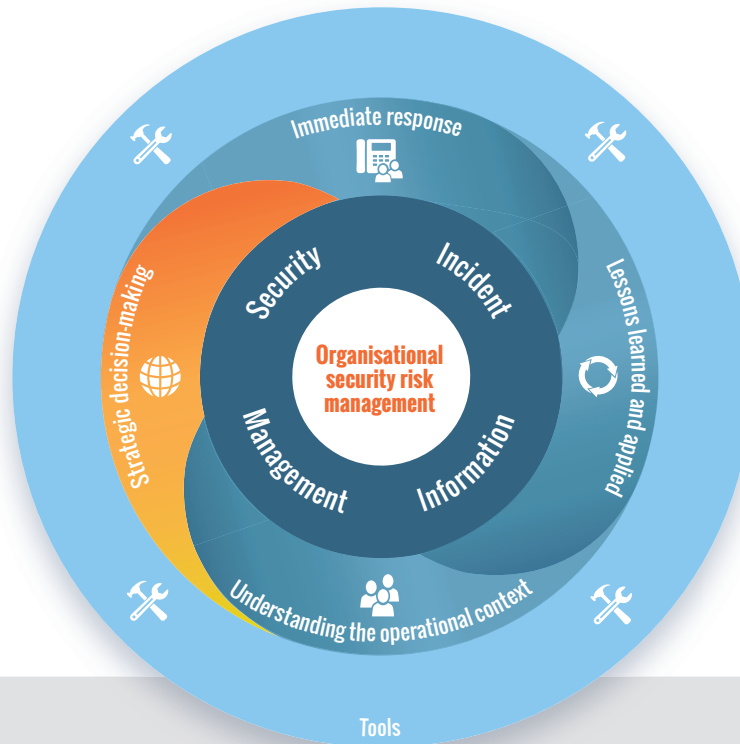 Immediate response
Security
Incident
Strategic decision-making
Organisational
security risk
management
Lessons learned and applied
Management
Information
Understanding the operational context
Tools